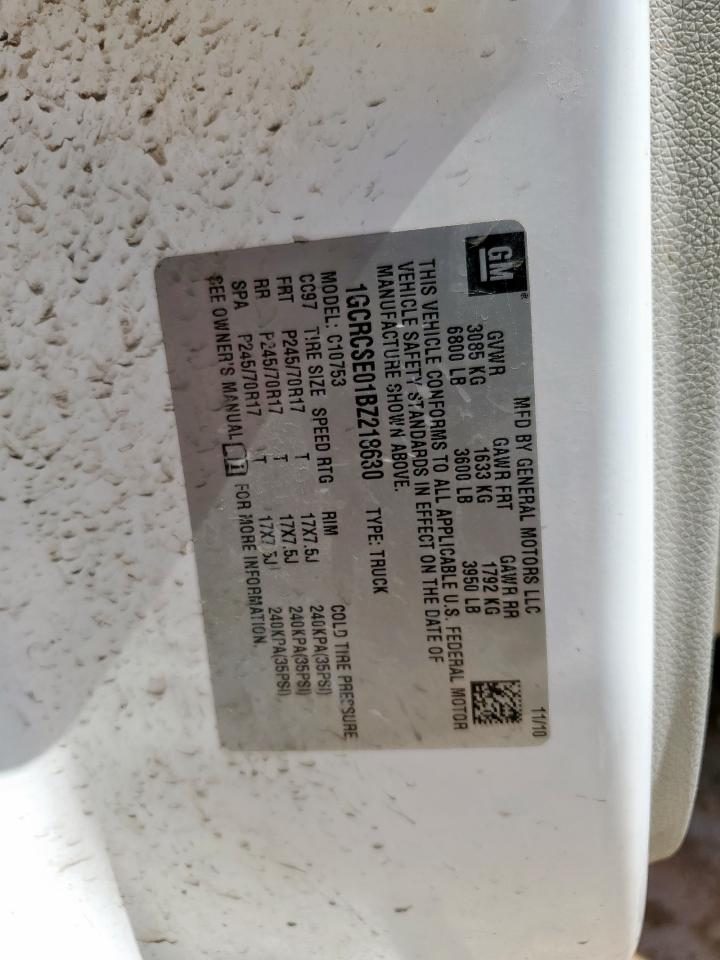 GM ®
MFD BY GENERAL MOTORS LLC 11/10
GVWR GAWR FRT GAWR RR
3085 KG 1633 KG 1792 KG
6800 LB 3600 LB 3950 LB
THIS VEHICLE CONFORMS TO ALL APPLICABLE U.S. FEDERAL MOTOR
VEHICLE SAFETY STANDARDS IN EFFECT ON THE DATE OF
MANUFACTURE SHOWN ABOVE.
1GCRCSE01BZ218630 TYPE: TRUCK
MODEL: C10753
CC97 TIRE SIZE SPEED RTG RIM COLD TIRE PRESSURE
FRT P245/70R17 T 17X7.5J 240KPA(35PSI)
RR P245/70R17 T 17X7.5J 240KPA(35PSI)
SPA P245/70R17 T 17X7.5J 240KPA(35PSI)
SEE OWNER'S MANUAL FOR MORE INFORMATION